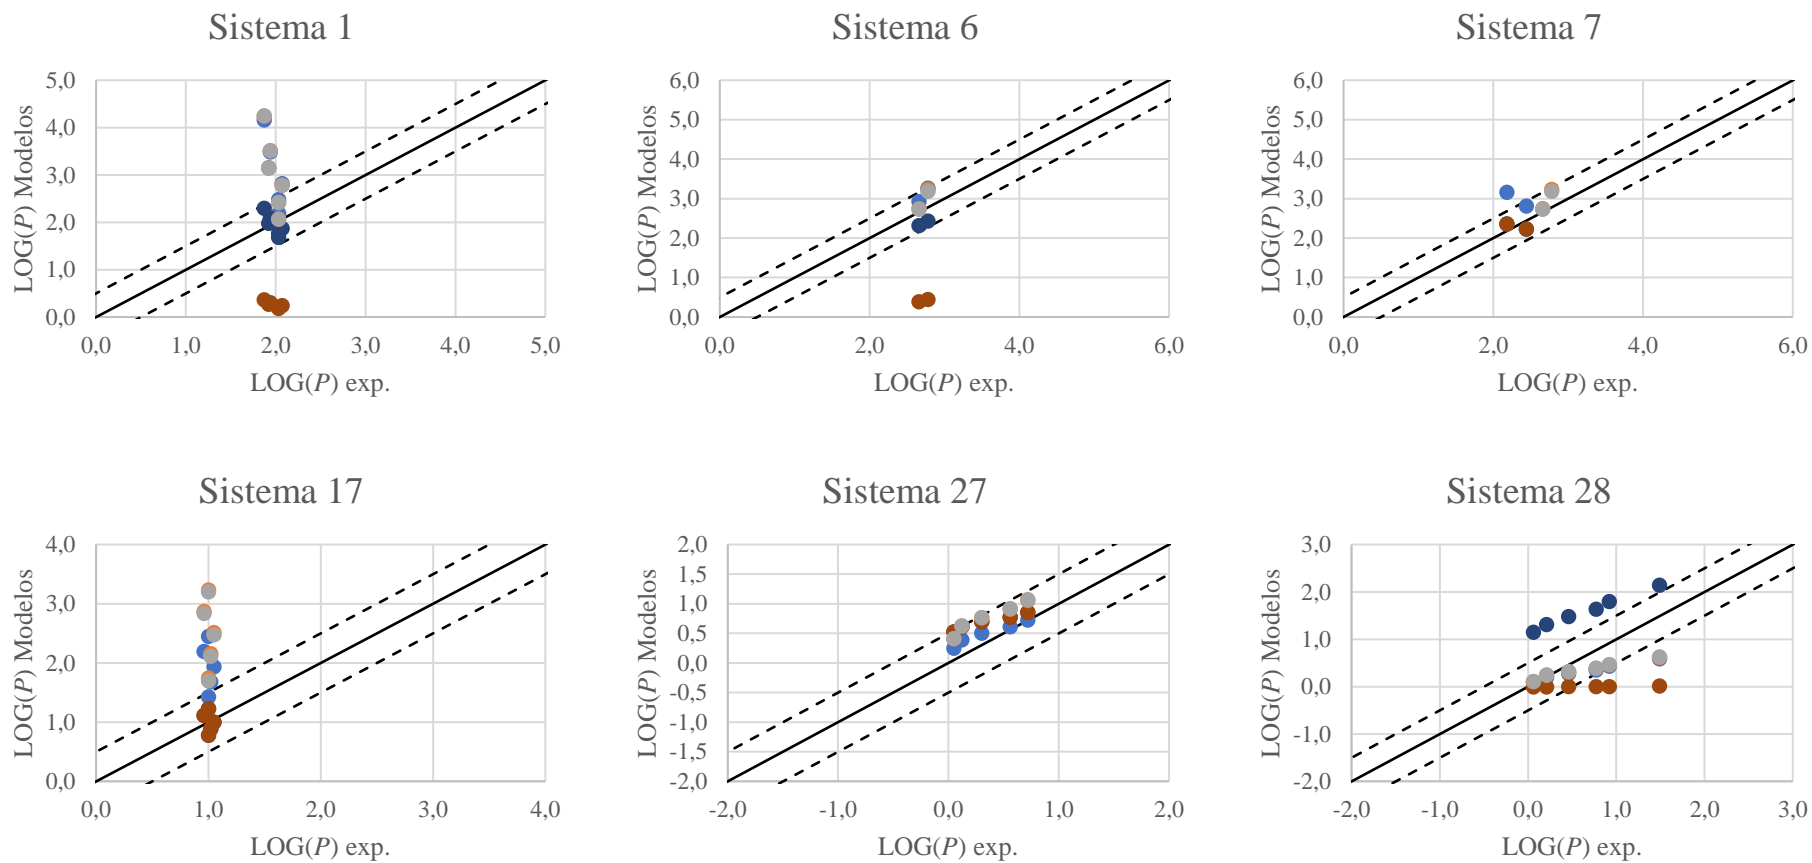 Sistema 1
LOG(P) Modelos
5,0
4,0
3,0
2,0
1,0
0,0
0,0 1,0 2,0 3,0 4,0 5,0
LOG(P) exp.
Sistema 6
LOG(P) Modelos
6,0
5,0
4,0
3,0
2,0
1,0
0,0
0,0 2,0 4,0 6,0
LOG(P) exp.
Sistema 7
LOG(P) Modelos
6,0
5,0
4,0
3,0
2,0
1,0
0,0
0,0 2,0 4,0 6,0
LOG(P) exp.
Sistema 17
LOG(P) Modelos
4,0
3,0
2,0
1,0
0,0
0,0 1,0 2,0 3,0 4,0
LOG(P) exp.
Sistema 27
LOG(P) Modelos
2,0
1,5
1,0
0,5
0,0
-0,5
-1,0
-1,5
-2,0
-2,0 -1,0 0,0 1,0 2,0
LOG(P) exp.
Sistema 28
LOG(P) Modelos
3,0
2,0
1,0
0,0
-1,0
-2,0
-2,0 -1,0 0,0 1,0 2,0 3,0
LOG(P) exp.